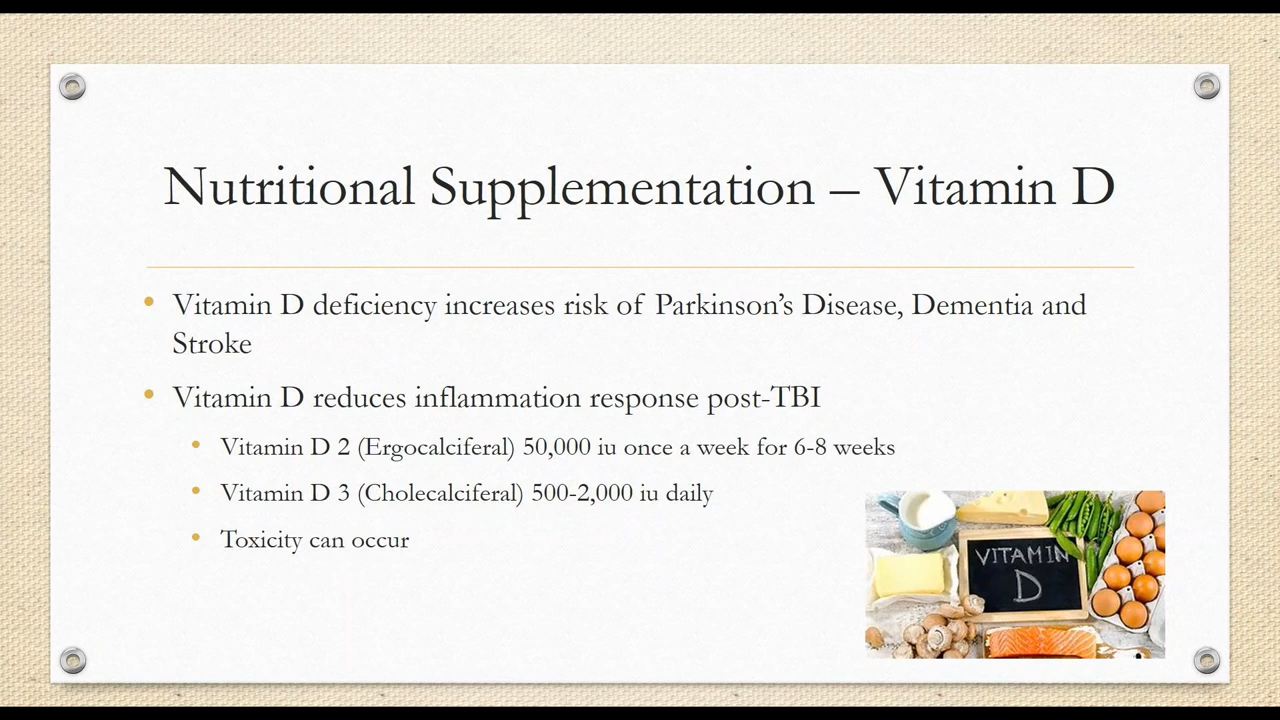 Nutritional Supplementation – Vitamin D
• Vitamin D deficiency increases risk of Parkinson's Disease, Dementia and
Stroke
• Vitamin D reduces inflammation response post-TBI
• Vitamin D 2 (Ergocalciferal) 50,000 iu once a week for 6-8 weeks
• Vitamin D 3 (Cholecalciferal) 500-2,000 iu daily
• Toxicity can occur
VITAMIN
D